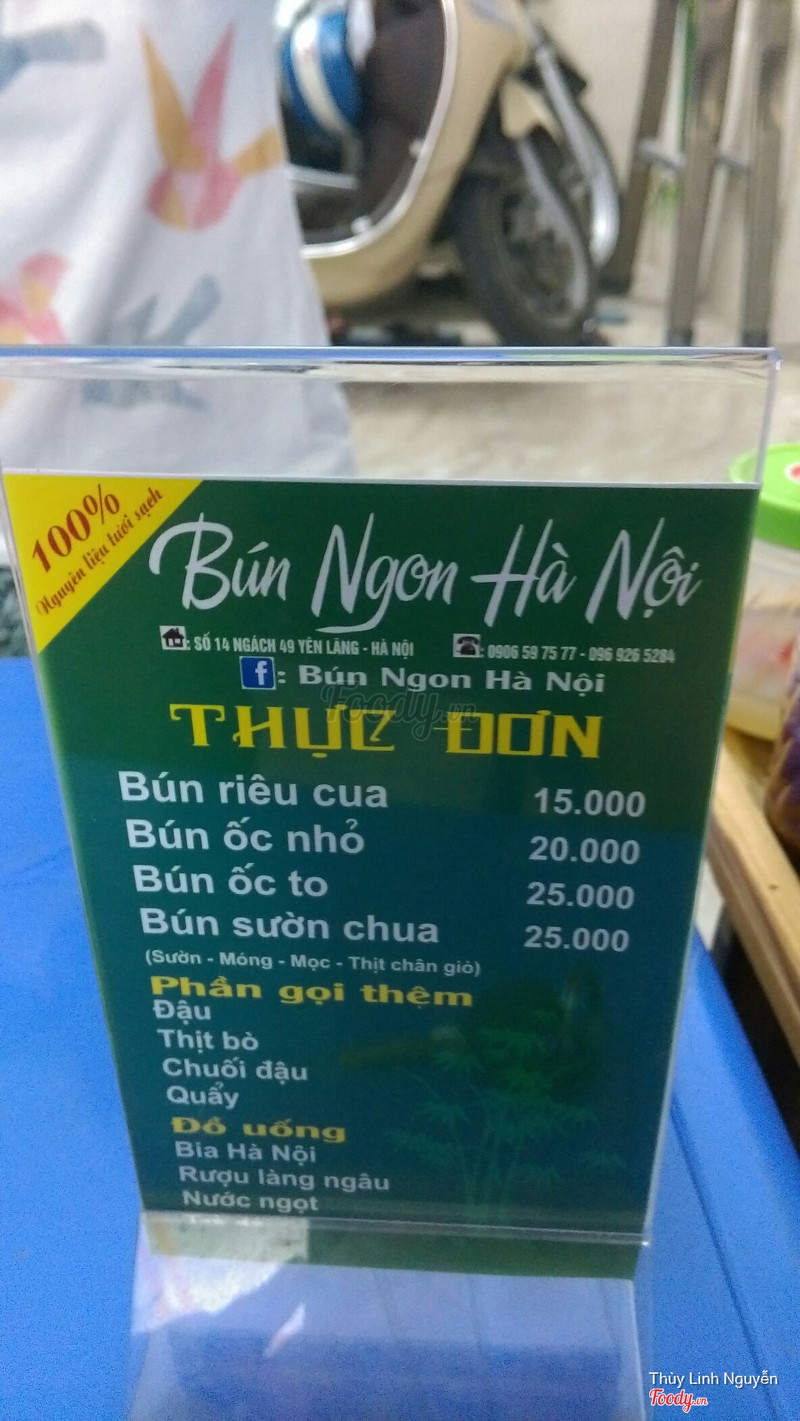 100%
Nguyên liệu tươi sạch
Bún Ngon Hà Nội
: SỐ 14 NGÁCH 49 YÊN LÃNG - HÀ NỘI
: 0906 59 75 77 - 096 926 5284
f : Bún Ngon Hà Nội
Foody.vn
THỰC ĐƠN
Bún riêu cua 15.000
Bún ốc nhỏ 20.000
Bún ốc to 25.000
Bún sườn chua 25.000
(Sườn - Móng - Mọc - Thịt chân giò)
Phần gọi thêm
Đậu
Thịt bò
Chuối đậu
Quẩy
Đồ uống
Bia Hà Nội
Rượu làng ngâu
Nước ngọt
Thùy Linh Nguyễn
Foody.vn